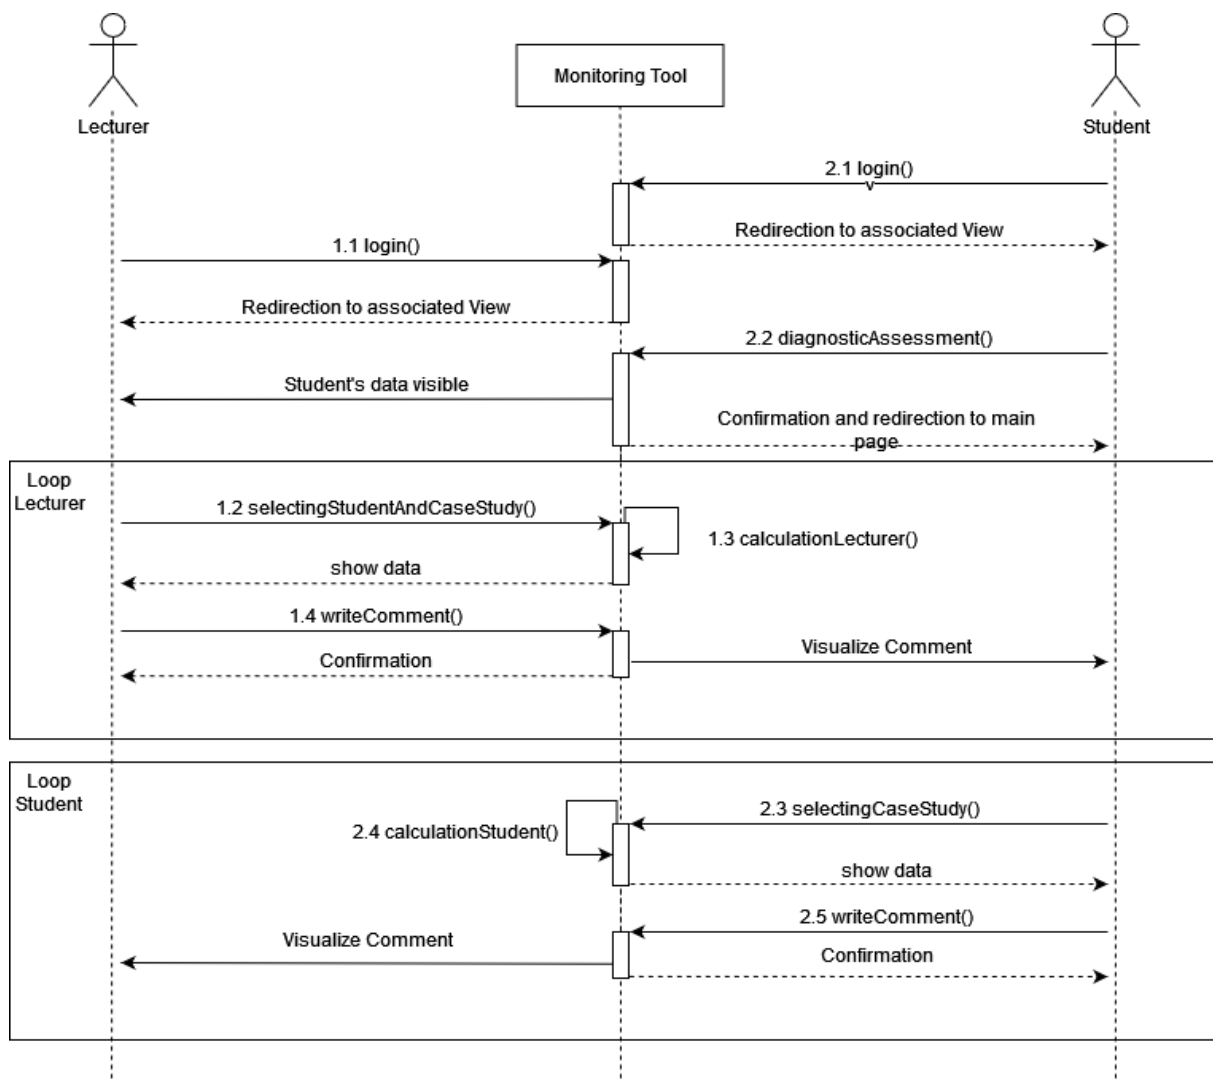 Monitoring Tool
Lecturer
Student
2.1 login()
v
Redirection to associated View
1.1 login()
Redirection to associated View
2.2 diagnosticAssessment()
Student's data visible
Confirmation and redirection to main
page
Loop
Lecturer
1.2 selectingStudentAndCaseStudy()
1.3 calculationLecturer()
show data
1.4 writeComment()
Visualize Comment
Confirmation
Loop
Student
2.3 selectingCaseStudy()
2.4 calculationStudent()
show data
2.5 writeComment()
Visualize Comment
Confirmation